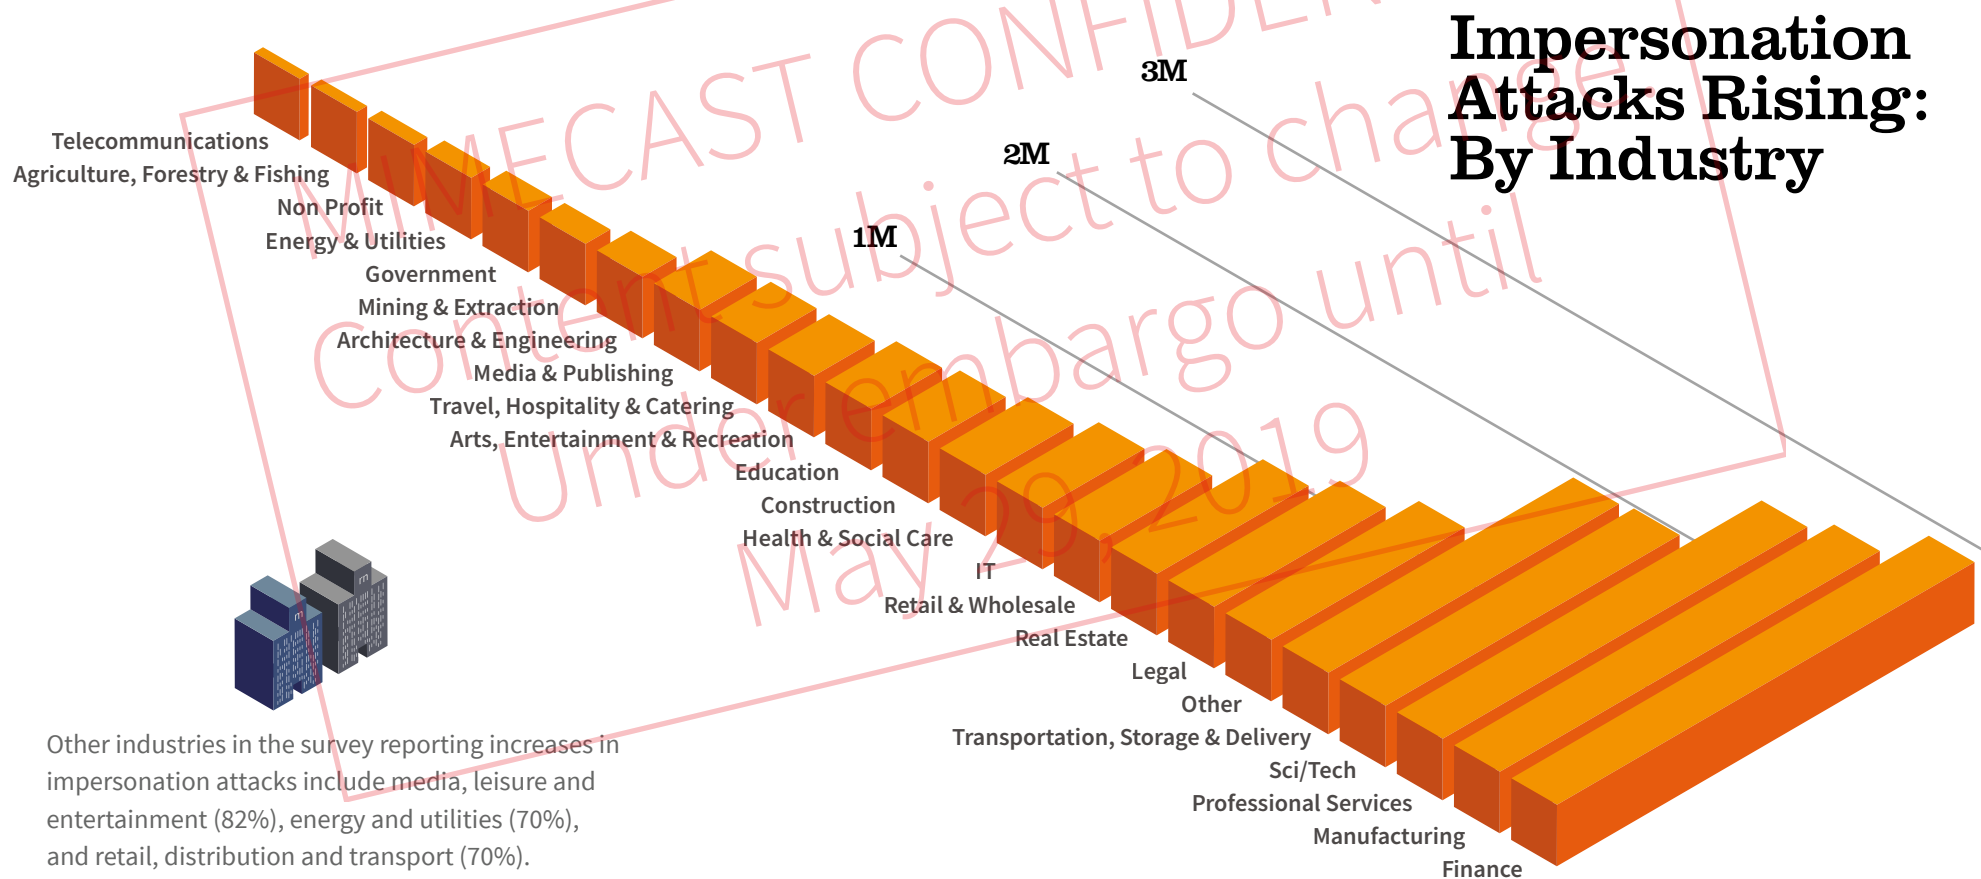 Impersonation
Attacks Rising:
By Industry
3M
2M
1M
Telecommunications
Agriculture, Forestry & Fishing
Non Profit
Energy & Utilities
Government
Mining & Extraction
Architecture & Engineering
Media & Publishing
Travel, Hospitality & Catering
Arts, Entertainment & Recreation
Education
Construction
Health & Social Care
IT
Retail & Wholesale
Real Estate
Legal
Other
Transportation, Storage & Delivery
Sci/Tech
Professional Services
Manufacturing
Finance
m
m
Other industries in the survey reporting increases in
impersonation attacks include media, leisure and
entertainment (82%), energy and utilities (70%),
and retail, distribution and transport (70%).
MIMECAST
Content subject to change
Under embargo until
May 29, 2019